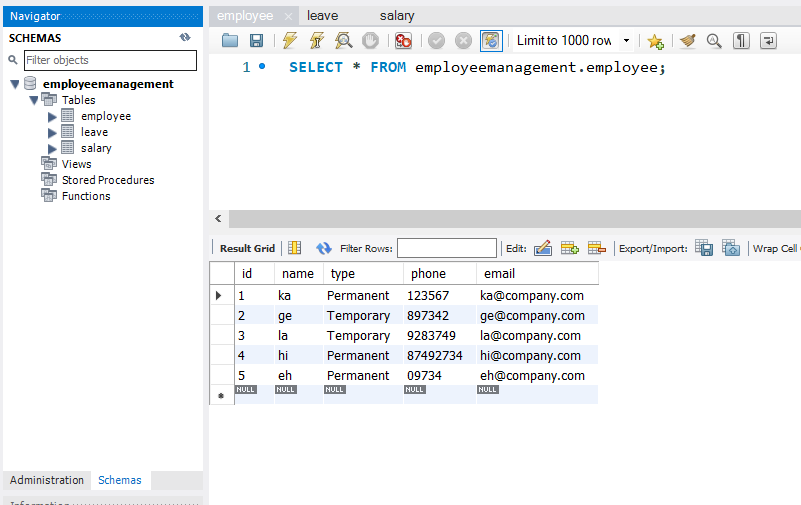 Navigator
SCHEMAS
Filter objects
employeemanagement
Tables
employee
leave
salary
Views
Stored Procedures
Functions
Administration Schemas
Information
employee leave salary
Limit to 1000 row
1 SELECT * FROM employeemanagement.employee;
Result Grid Filter Rows: Edit: Export/Import: Wrap Cell
id name type phone email
1 ka Permanent 123567 ka@company.com
2 ge Temporary 897342 ge@company.com
3 la Temporary 9283749 la@company.com
4 hi Permanent 87492734 hi@company.com
5 eh Permanent 09734 eh@company.com
NULL NULL NULL NULL NULL